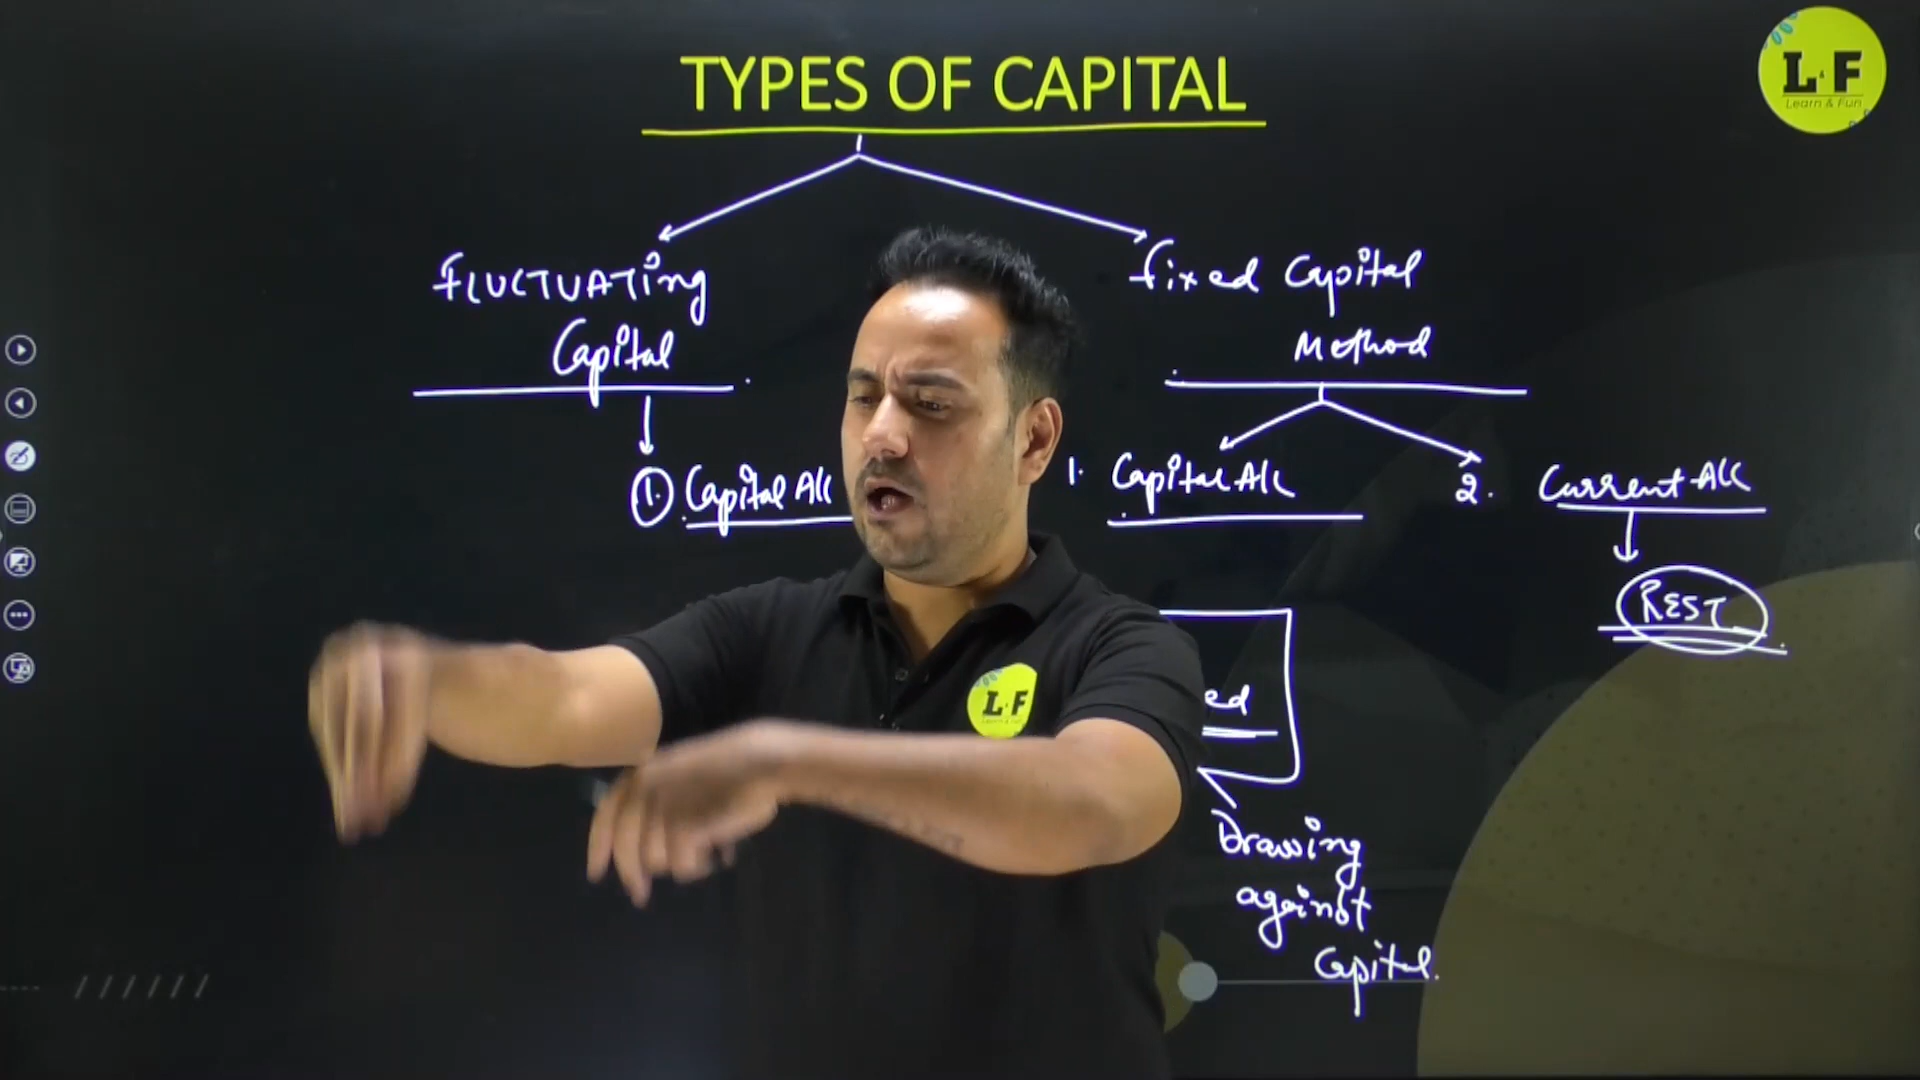 TYPES OF CAPITAL
L&F
Learn & Fun
FLUCTUATing
Capital
fixed Capital
Method
1. Capital A/c
1. Capital A/c
2. Current A/c
REST
ed
L&F
Drawing
against
Capital.